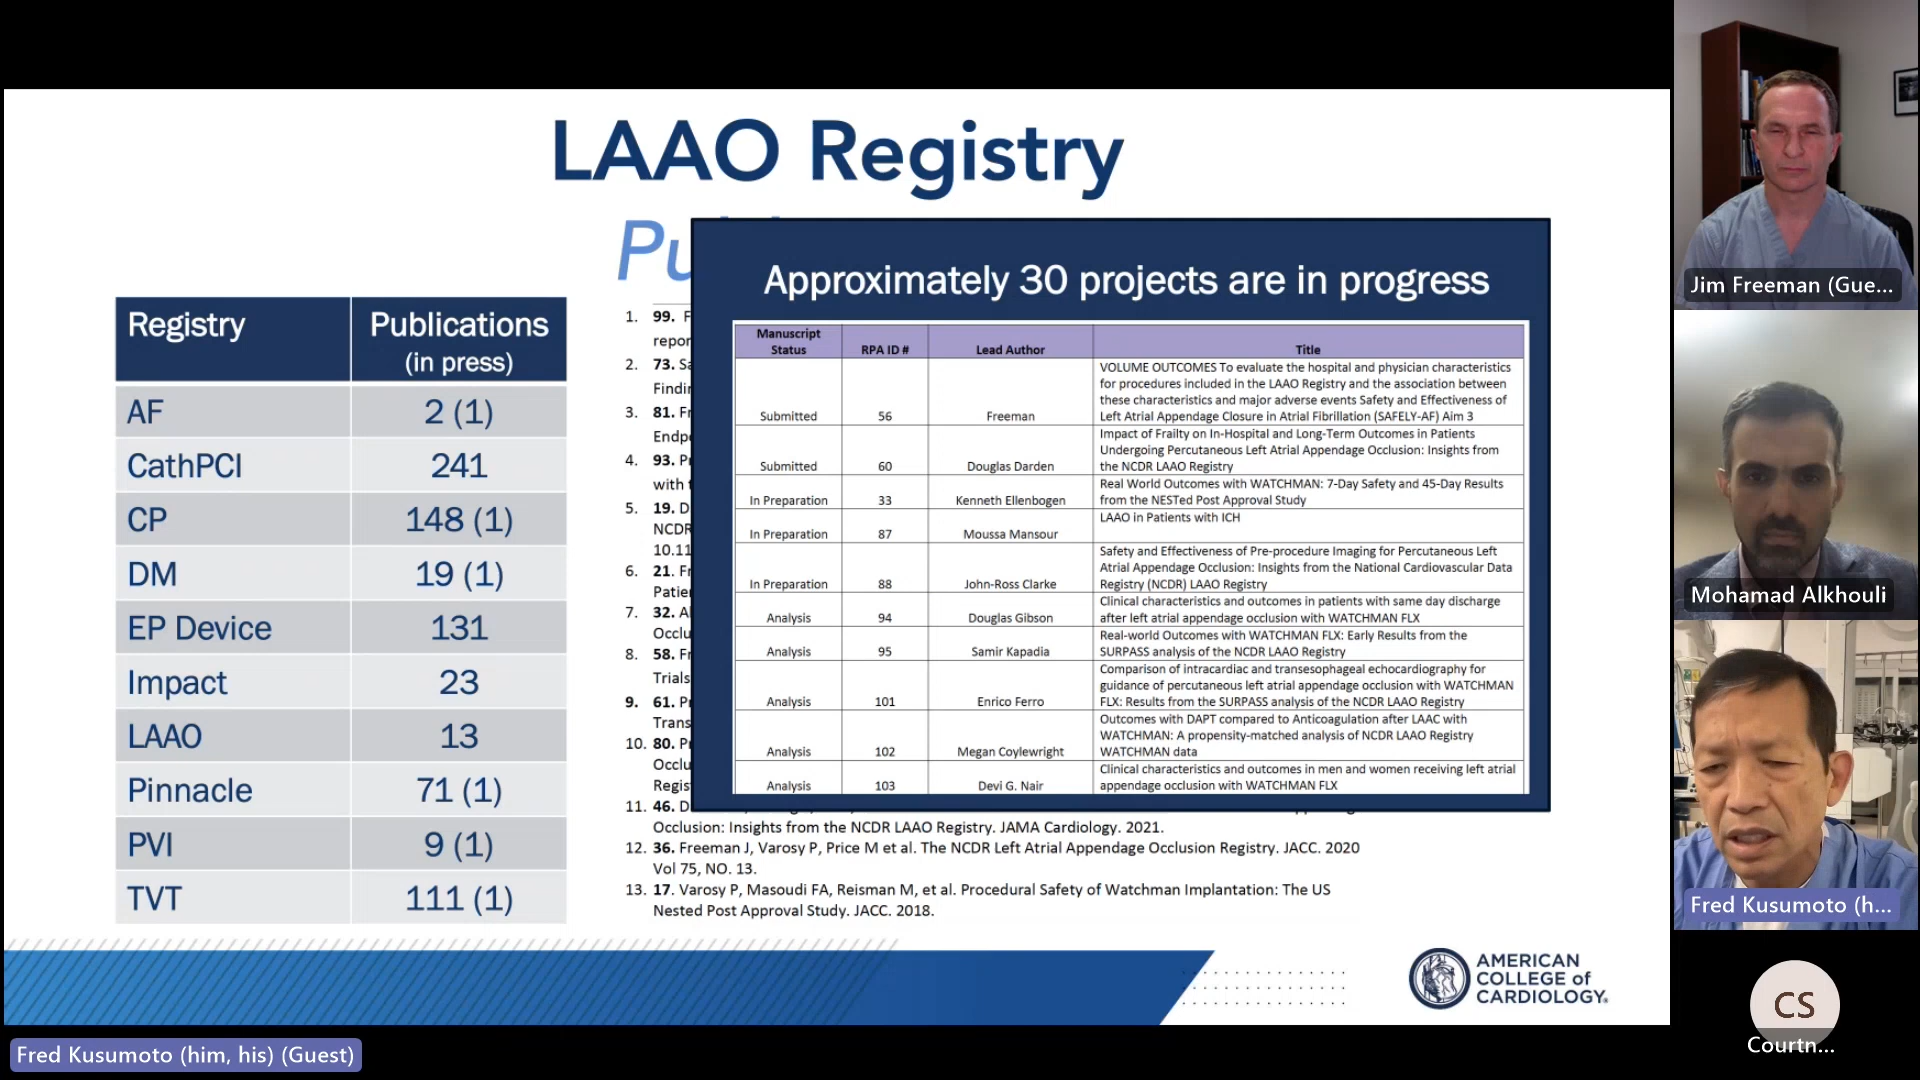 LAAO Registry
Pu
Registry
Publications
(in press)
AF
2 (1)
CathPCI
241
CP
148 (1)
DM
19 (1)
EP Device
131
Impact
23
LAAO
13
Pinnacle
71 (1)
PVI
9 (1)
TVT
111 (1)
1. 99. F
repor
2. 73. Sa
Findin
3. 81. Fr
Endpo
4. 93. Pr
with t
5. 19. D
NCDR
10.11
6. 21. Fr
Patie
7. 32. Al
Occlu
8. 58. Fr
Trials
9. 61. Pr
Trans
10. 80. Pr
Occlu
Regist
11. 46. D
Occlusion: Insights from the NCDR LAAO Registry. JAMA Cardiology. 2021.
12. 36. Freeman J, Varosy P, Price M et al. The NCDR Left Atrial Appendage Occlusion Registry. JACC. 2020
Vol 75, NO. 13.
13. 17. Varosy P, Masoudi FA, Reisman M, et al. Procedural Safety of Watchman Implantation: The US
Nested Post Approval Study. JACC. 2018.
Approximately 30 projects are in progress
Manuscript
Status
RPA ID #
Lead Author
Title
Submitted
56
Freeman
VOLUME OUTCOMES To evaluate the hospital and physician characteristics
for procedures included in the LAAO Registry and the association between
these characteristics and major adverse events Safety and Effectiveness of
Left Atrial Appendage Closure in Atrial Fibrillation (SAFELY-AF) Aim 3
Submitted
60
Douglas Darden
Impact of Frailty on In-Hospital and Long-Term Outcomes in Patients
Undergoing Percutaneous Left Atrial Appendage Occlusion: Insights from
the NCDR LAAO Registry
In Preparation
33
Kenneth Ellenbogen
Real World Outcomes with WATCHMAN: 7-Day Safety and 45-Day Results
from the NESTed Post Approval Study
In Preparation
87
Moussa Mansour
LAAO in Patients with ICH
In Preparation
88
John-Ross Clarke
Safety and Effectiveness of Pre-procedure Imaging for Percutaneous Left
Atrial Appendage Occlusion: Insights from the National Cardiovascular Data
Registry (NCDR) LAAO Registry
Analysis
94
Douglas Gibson
Clinical characteristics and outcomes in patients with same day discharge
after left atrial appendage occlusion with WATCHMAN FLX
Analysis
95
Samir Kapadia
Real-world Outcomes with WATCHMAN FLX: Early Results from the
SURPASS analysis of the NCDR LAAO Registry
Analysis
101
Enrico Ferro
Comparison of intracardiac and transesophageal echocardiography for
guidance of percutaneous left atrial appendage occlusion with WATCHMAN
FLX: Results from the SURPASS analysis of the NCDR LAAO Registry
Analysis
102
Megan Coylewright
Outcomes with DAPT compared to Anticoagulation after LAAC with
WATCHMAN: A propensity-matched analysis of NCDR LAAO Registry
WATCHMAN data
Analysis
103
Devi G. Nair
Clinical characteristics and outcomes in men and women receiving left atrial
appendage occlusion with WATCHMAN FLX
AMERICAN
COLLEGE of
CARDIOLOGY®
Jim Freeman (Gue...
Mohamad Alkhouli
Fred Kusumoto (h...
CS
Courtn...
Fred Kusumoto (him, his) (Guest)